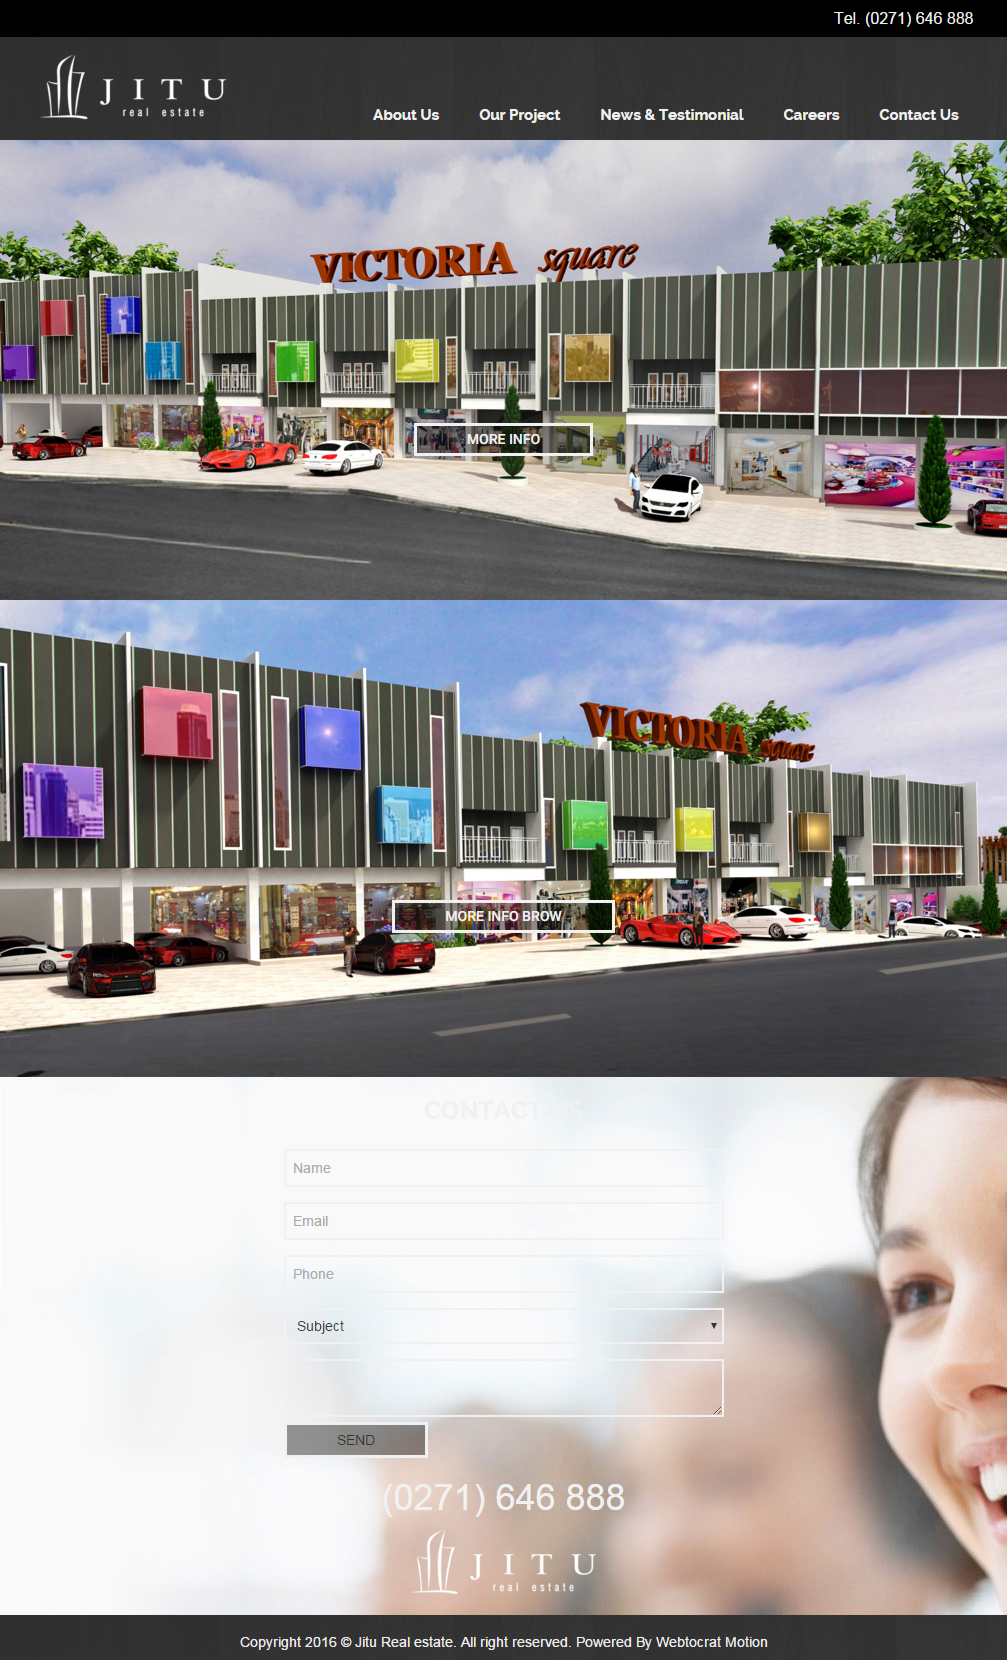 Tel. (0271) 646 888
JITU
real estate
About Us Our Project News & Testimonial Careers Contact Us
VICTORIA square
MORE INFO
VICTORIA square
MORE INFO BROW
CONTACT US
Name
Email
Phone
Subject
SEND
(0271) 646 888
JITU
real estate
Copyright 2016 © Jitu Real estate. All right reserved. Powered By Webtocrat Motion